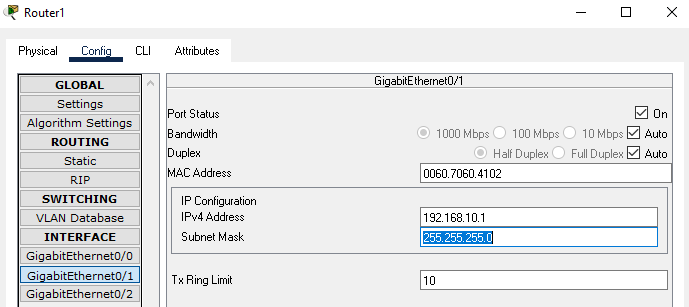 Router1
Physical Config CLI Attributes
GLOBAL
Settings
Algorithm Settings
ROUTING
Static
RIP
SWITCHING
VLAN Database
INTERFACE
GigabitEthernet0/0
GigabitEthernet0/1
GigabitEthernet0/2
GigabitEthernet0/1
Port Status On
Bandwidth 1000 Mbps 100 Mbps 10 Mbps Auto
Duplex Half Duplex Full Duplex Auto
MAC Address 0060.7060.4102
IP Configuration
IPv4 Address 192.168.10.1
Subnet Mask 255.255.255.0
Tx Ring Limit 10